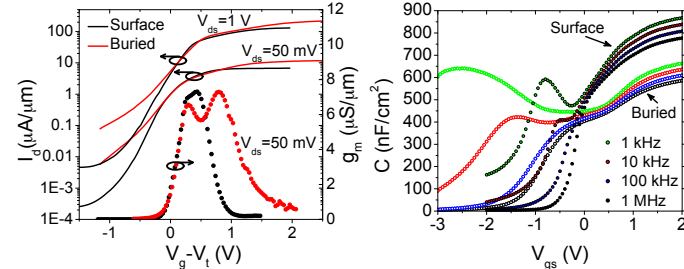 Surface
Buried
V_ds=1 V
V_ds=50 mV
V_ds=50 mV
100
10
1
0.1
0.01
1E-3
1E-4
I_d(μA/μm)
11
10
9
8
7
6
5
4
3
2
1
0
g_m (μS/μm)
-1
0
1
2
V_g-V_t (V)
900
800
700
600
500
400
300
200
100
0
C (nF/cm²)
Surface
Buried
1 kHz
10 kHz
100 kHz
1 MHz
-3
-2
-1
0
1
2
V_gs (V)